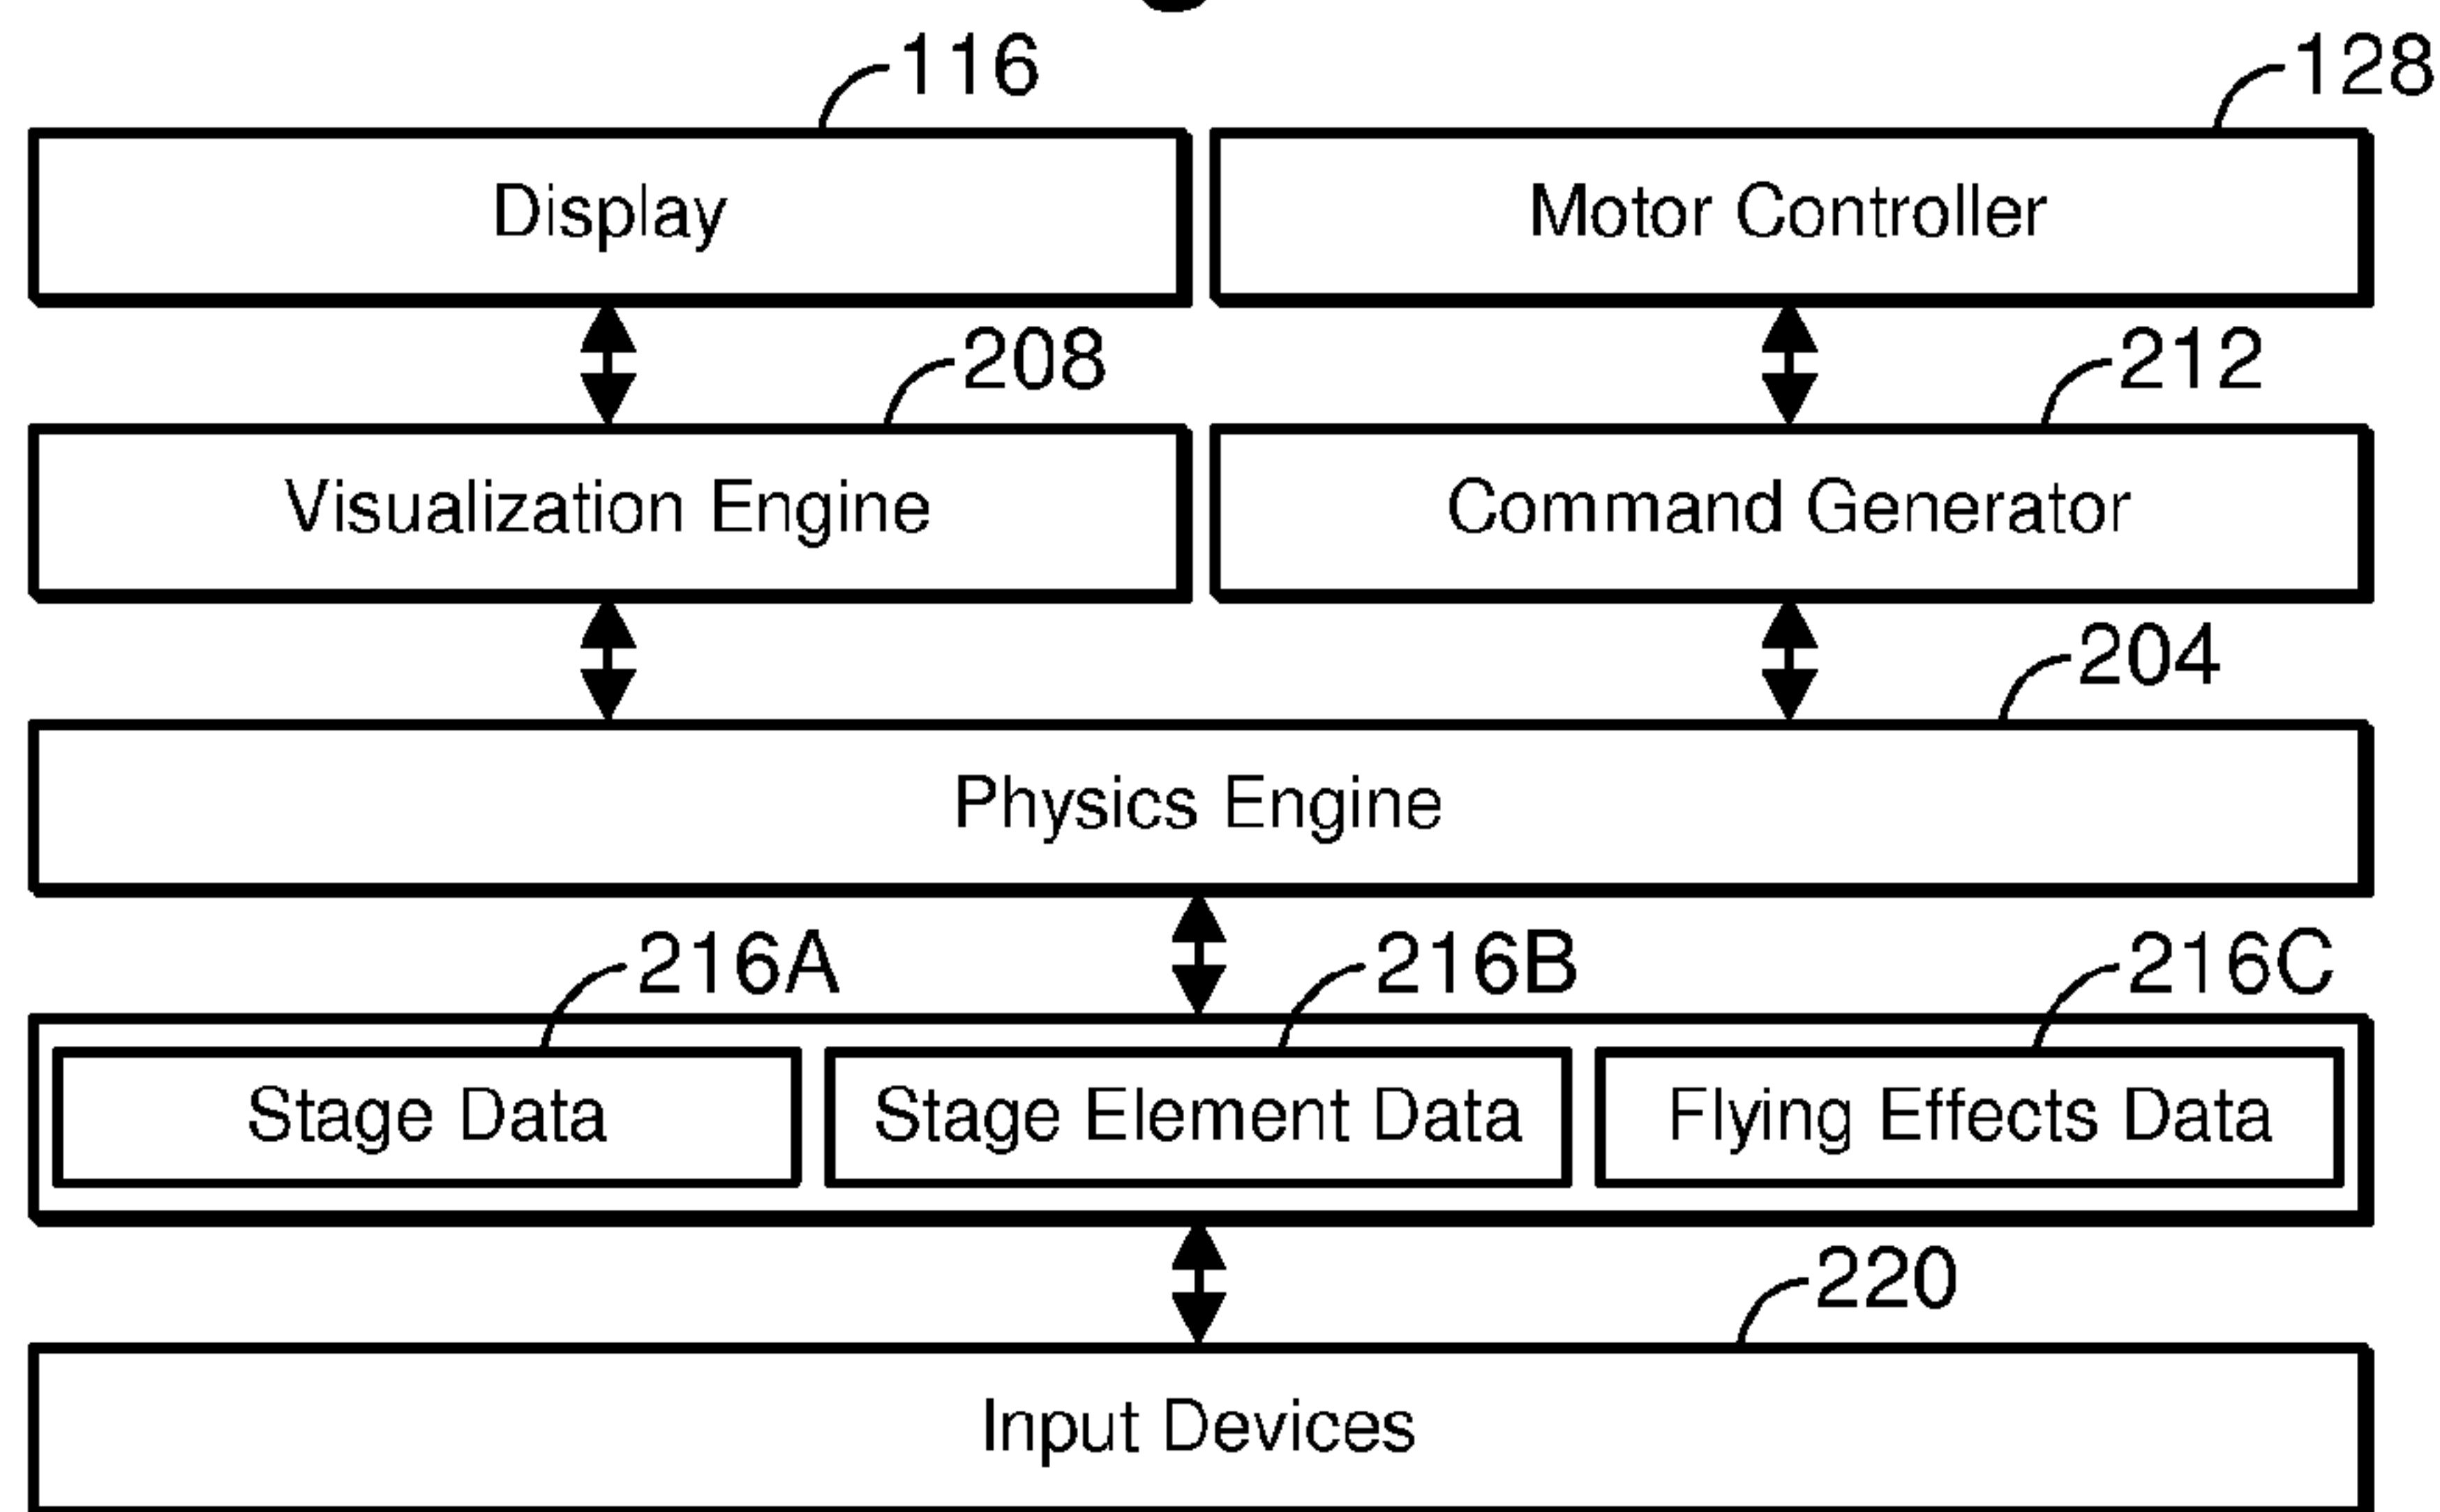 116
128
Display
Motor Controller
208
212
Visualization Engine
Command Generator
204
Physics Engine
216A
216B
216C
Stage Data
Stage Element Data
Flying Effects Data
220
Input Devices